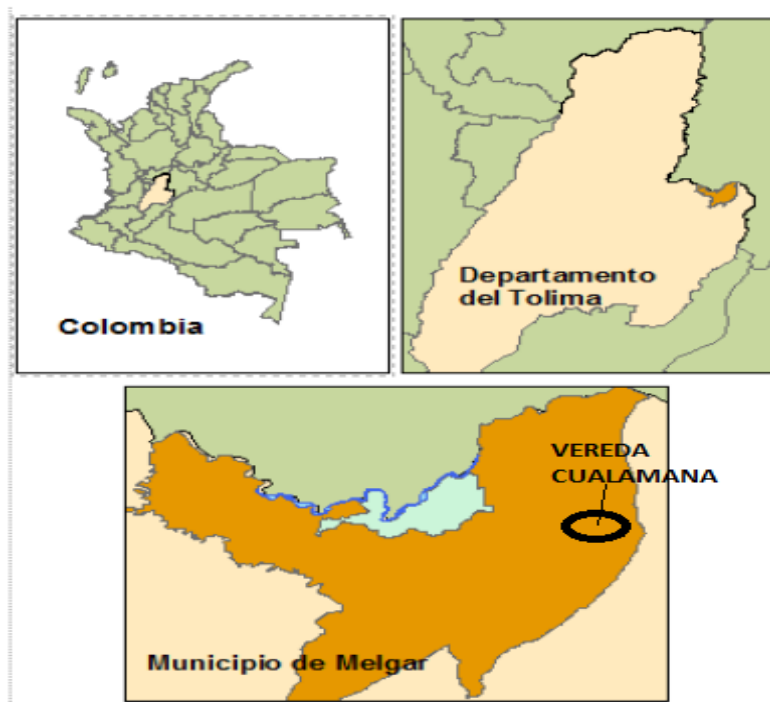 Colombia
Departamento
del Tolima
VEREDA
CUALAMANA
Municipio de Melgar